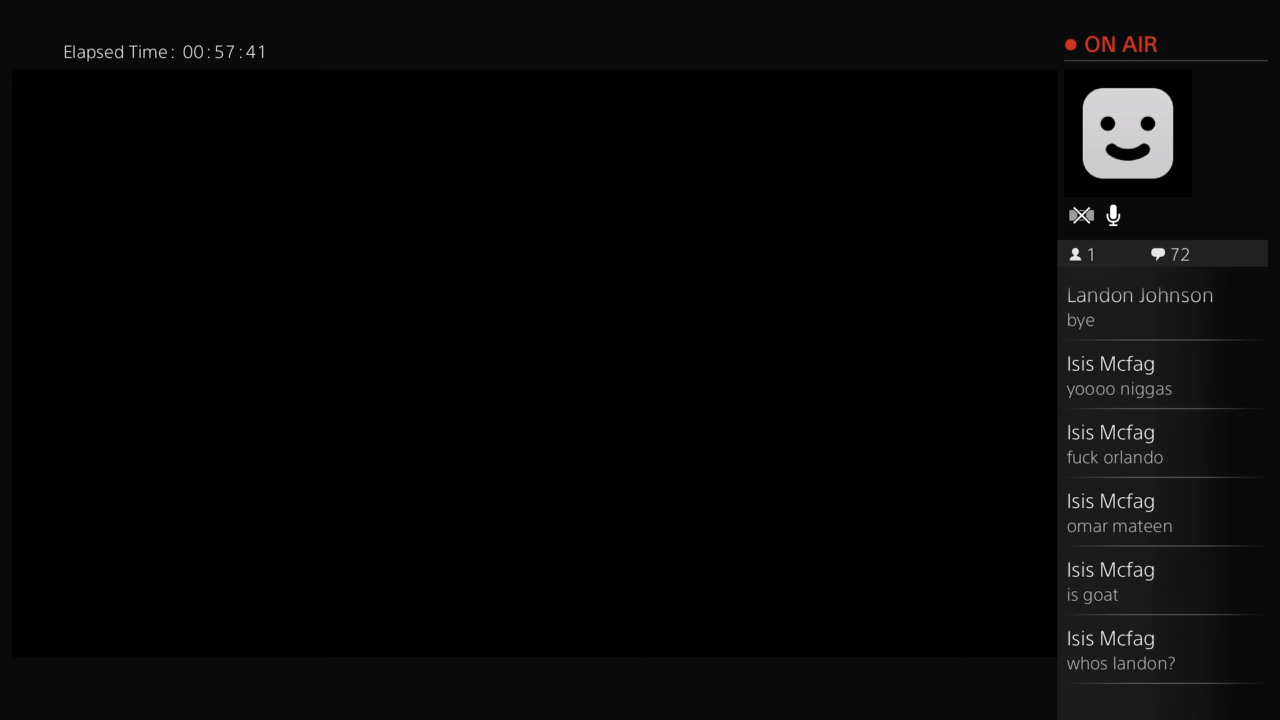 Elapsed Time: 00:57:41
ON AIR
1 72
Landon Johnson
bye
Isis Mcfag
yoooo niggas
Isis Mcfag
fuck orlando
Isis Mcfag
omar mateen
Isis Mcfag
is goat
Isis Mcfag
whos landon?